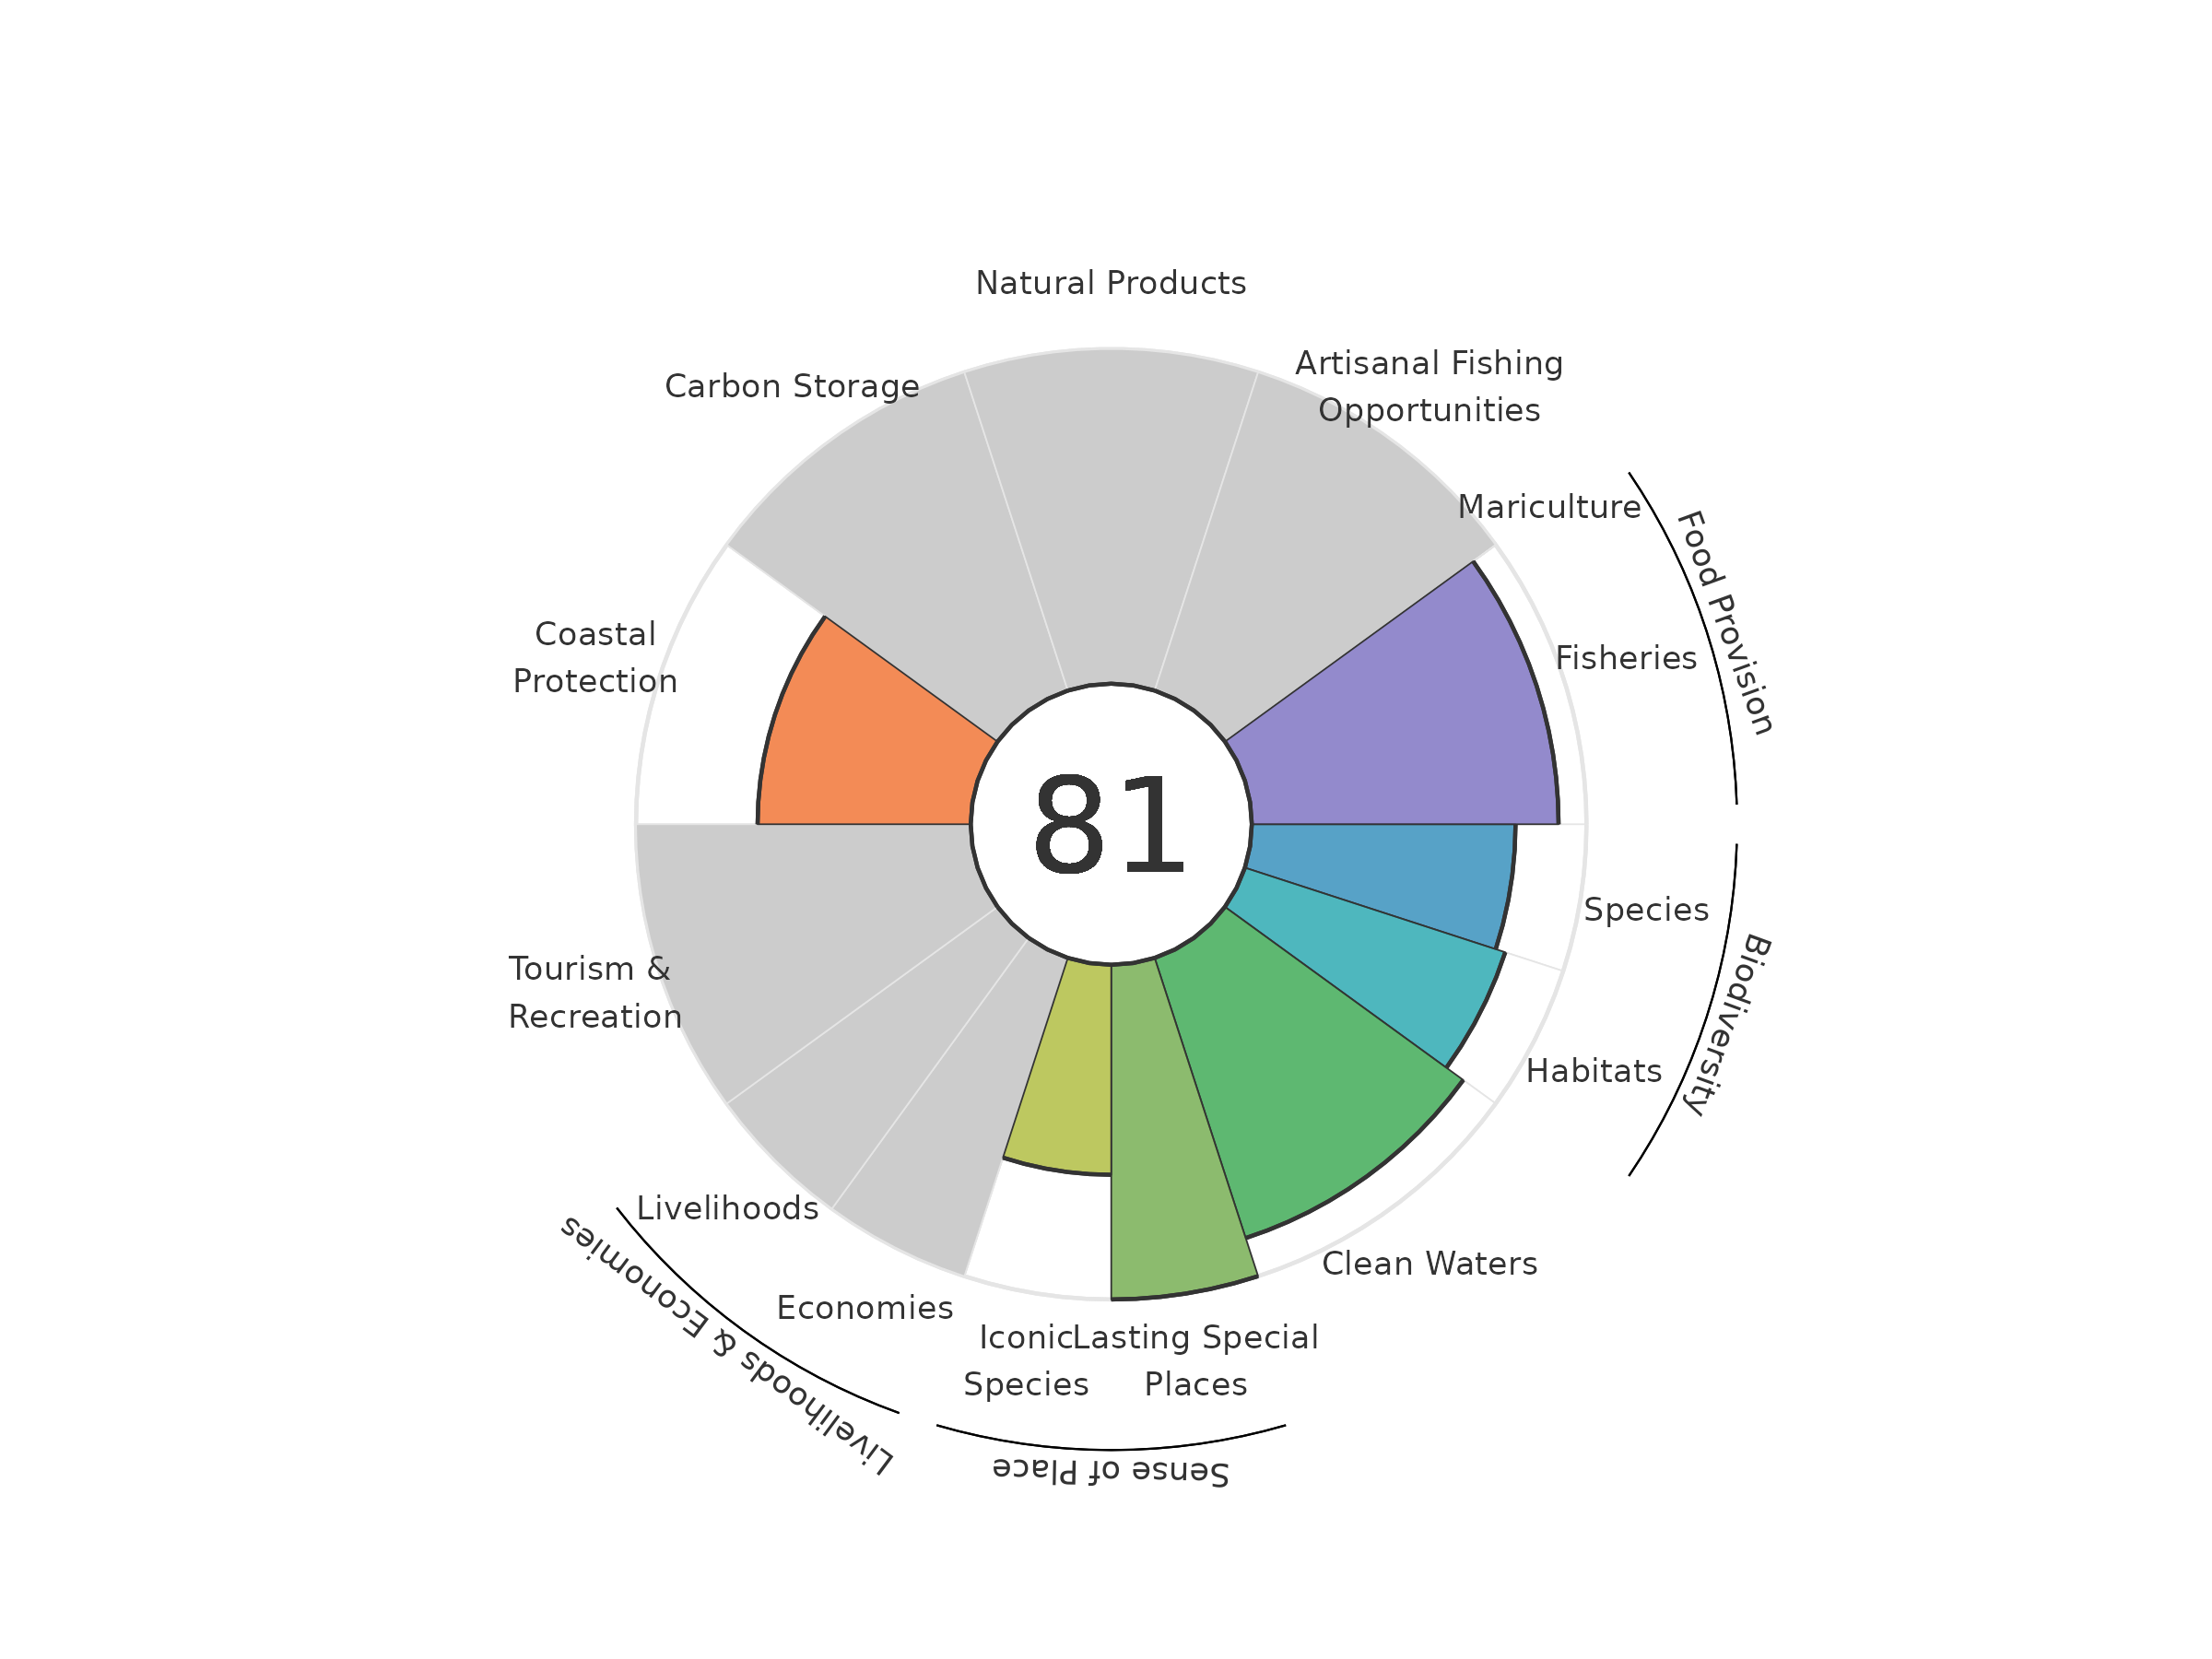 Natural Products
Artisanal Fishing
Opportunities
Carbon Storage
Mariculture
Food Provision
Fisheries
Coastal
Protection
81
Species
Biodiversity
Habitats
Tourism &
Recreation
Clean Waters
Livelihoods
Economies
Livelihoods & Economies
Iconic
Species
Lasting Special
Places
Sense of Place